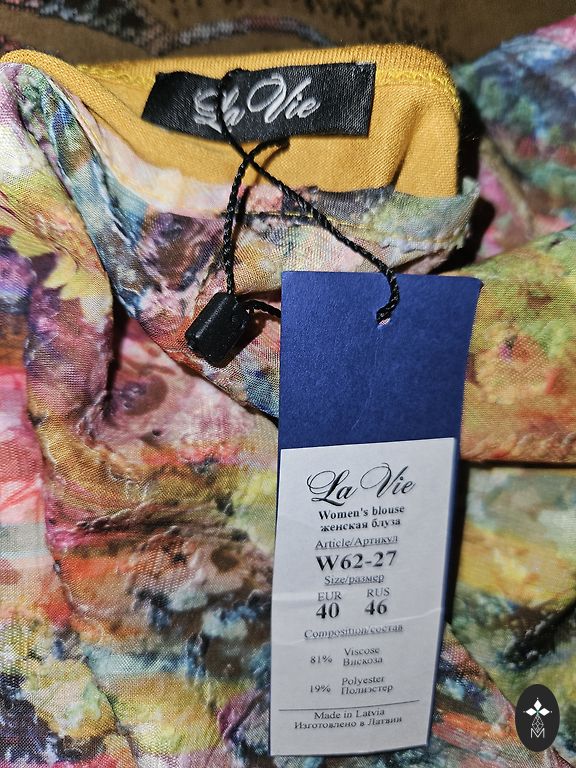 La Vie
La Vie
Women's blouse
женская блуза
Article/Артикул
W62-27
Size/размер
EUR RUS
40 46
Composition/состав
81% Viscose
Вискоза
19% Polyester
Полиэстер
Made in Latvia
Изготовлено в Латвии